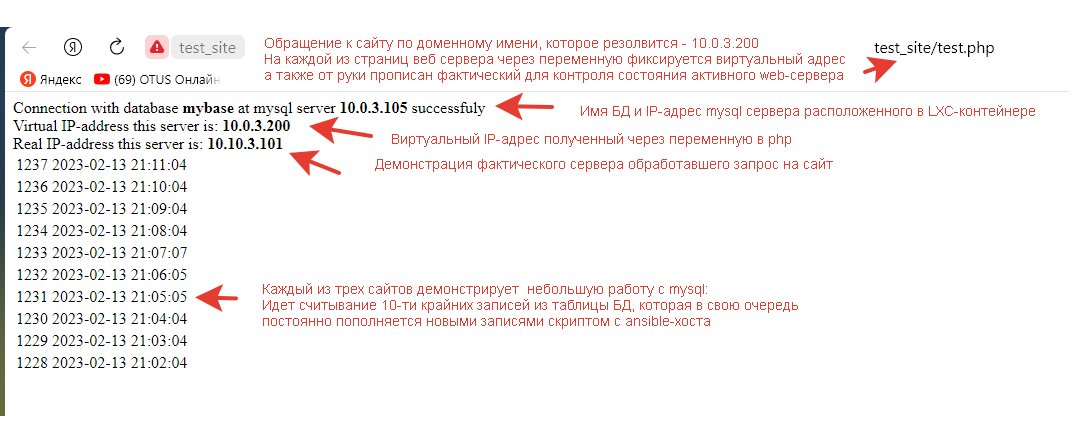 test_site
Обращение к сайту по доменному имени, которое резолвится - 10.0.3.200
На каждой из страниц веб сервера через переменную фиксируется виртуальный адрес
а также от руки прописан фактический для контроля состояния активного web-сервера
test_site/test.php
Яндекс
(69) OTUS Онлайн
Connection with database mybase at mysql server 10.0.3.105 successfuly
Имя БД и IP-адрес mysql сервера расположенного в LXC-контейнере
Virtual IP-address this server is: 10.0.3.200
Виртуальный IP-адрес полученный через переменную в php
Real IP-address this server is: 10.10.3.101
Демонстрация фактического сервера обработавшего запрос на сайт
1237 2023-02-13 21:11:04
1236 2023-02-13 21:10:04
1235 2023-02-13 21:09:04
1234 2023-02-13 21:08:04
1233 2023-02-13 21:07:07
1232 2023-02-13 21:06:05
1231 2023-02-13 21:05:05
1230 2023-02-13 21:04:04
1229 2023-02-13 21:03:04
1228 2023-02-13 21:02:04
Каждый из трех сайтов демонстрирует небольшую работу с mysql:
Идет считывание 10-ти крайних записей из таблицы БД, которая в свою очередь
постоянно пополняется новыми записями скриптом с ansible-хоста